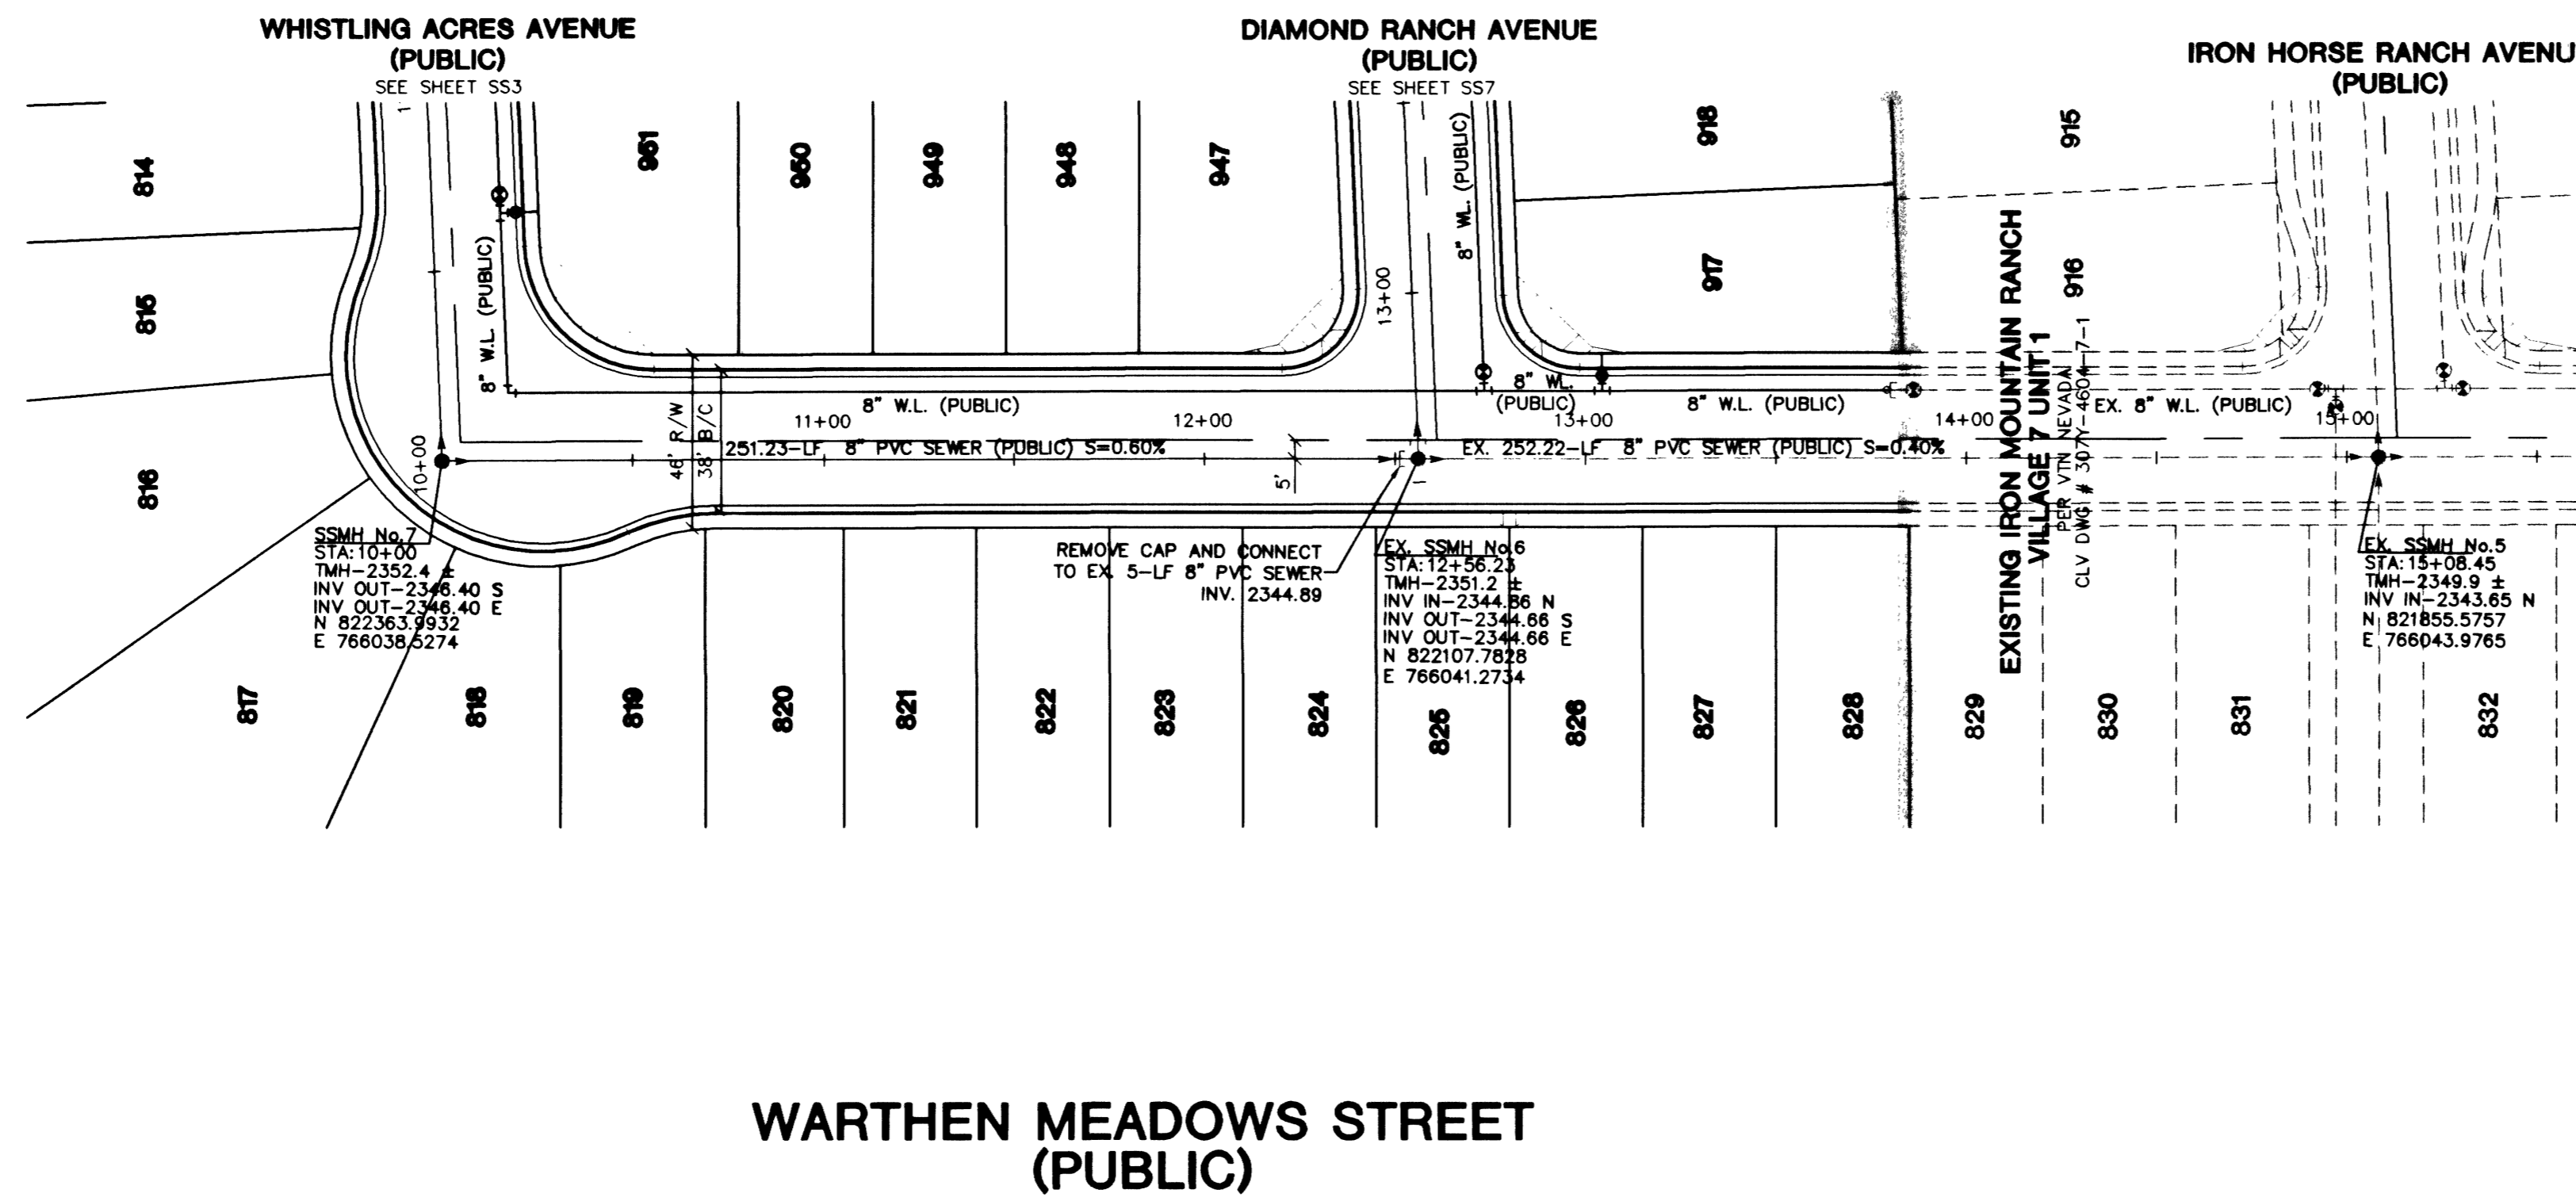 WHISTLING ACRES AVENUE
(PUBLIC)
SEE SHEET SS3
DIAMOND RANCH AVENUE
(PUBLIC)
SEE SHEET SS7
IRON HORSE RANCH AVENU
(PUBLIC)
814
815
816
817
951
950
949
948
947
918
917
915
916
8" W.L. (PUBLIC)
8" WL. (PUBLIC)
13+00
10+00
8" W.L. (PUBLIC)
8" WL.
(PUBLIC)
8" W.L. (PUBLIC)
EX. 8" W.L. (PUBLIC)
11+00
12+00
13+00
14+00
15+00
46' R/W
38' B/C
251.23-LF 8" PVC SEWER (PUBLIC) S=0.60%
5'
EX. 252.22-LF 8" PVC SEWER (PUBLIC) S=0.40%
EXISTING IRON MOUNTAIN RANCH
VILLAGE 7 UNIT 1
PER VTN NEVADA
CLV DWG # 307Y-4604-7-1
SSMH No.7
STA:10+00
TMH-2352.4 ±
INV OUT-2346.40 S
INV OUT-2346.40 E
N 822363.9932
E 766038.5274
REMOVE CAP AND CONNECT
TO EX. 5-LF 8" PVC SEWER
INV. 2344.89
EX. SSMH No.6
STA:12+56.23
TMH-2351.2 ±
INV IN-2344.86 N
INV OUT-2344.66 S
INV OUT-2344.66 E
N 822107.7828
E 766041.2734
EX. SSMH No.5
STA:15+08.45
TMH-2349.9 ±
INV IN-2343.65 N
N 821855.5757
E 766043.9765
818
819
820
821
822
823
824
825
826
827
828
829
830
831
832
WARTHEN MEADOWS STREET
(PUBLIC)